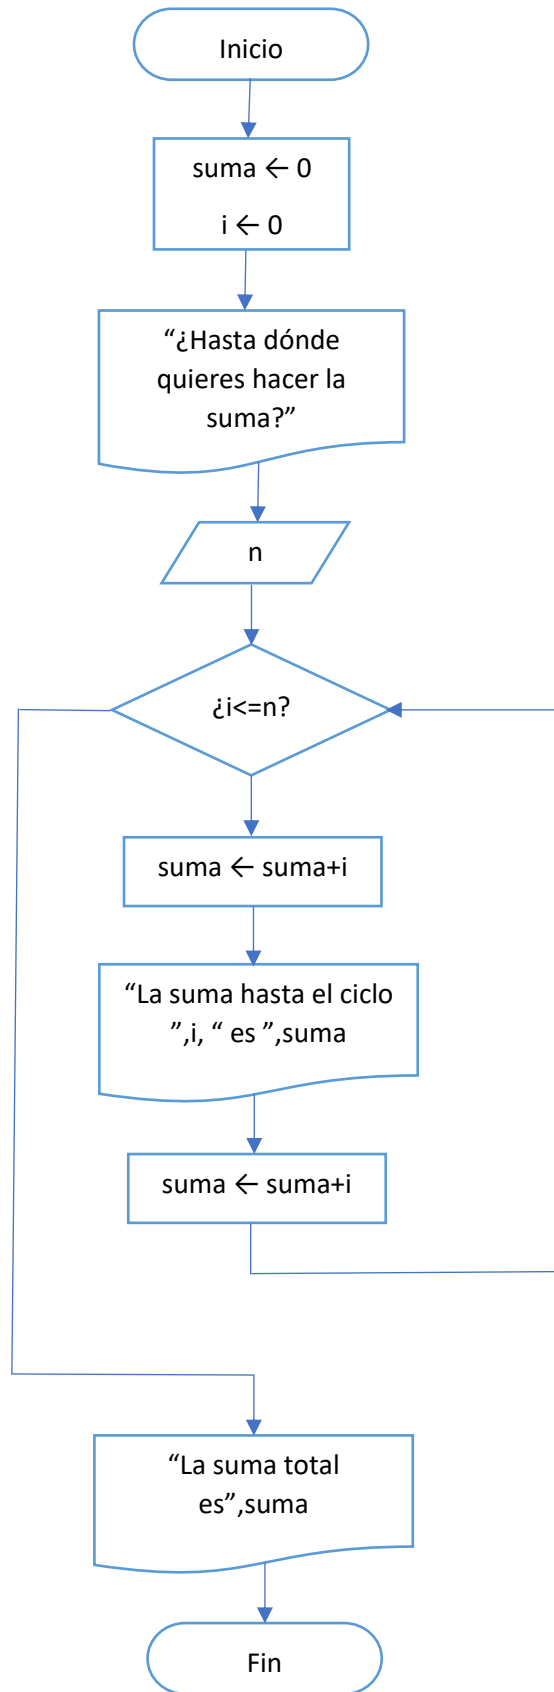 Inicio
suma ← 0
i ← 0
“¿Hasta dónde
quieres hacer la
suma?”
n
¿i<=n?
suma ← suma+i
“La suma hasta el ciclo
”,i, “ es ”,suma
suma ← suma+i
“La suma total
es”,suma
Fin